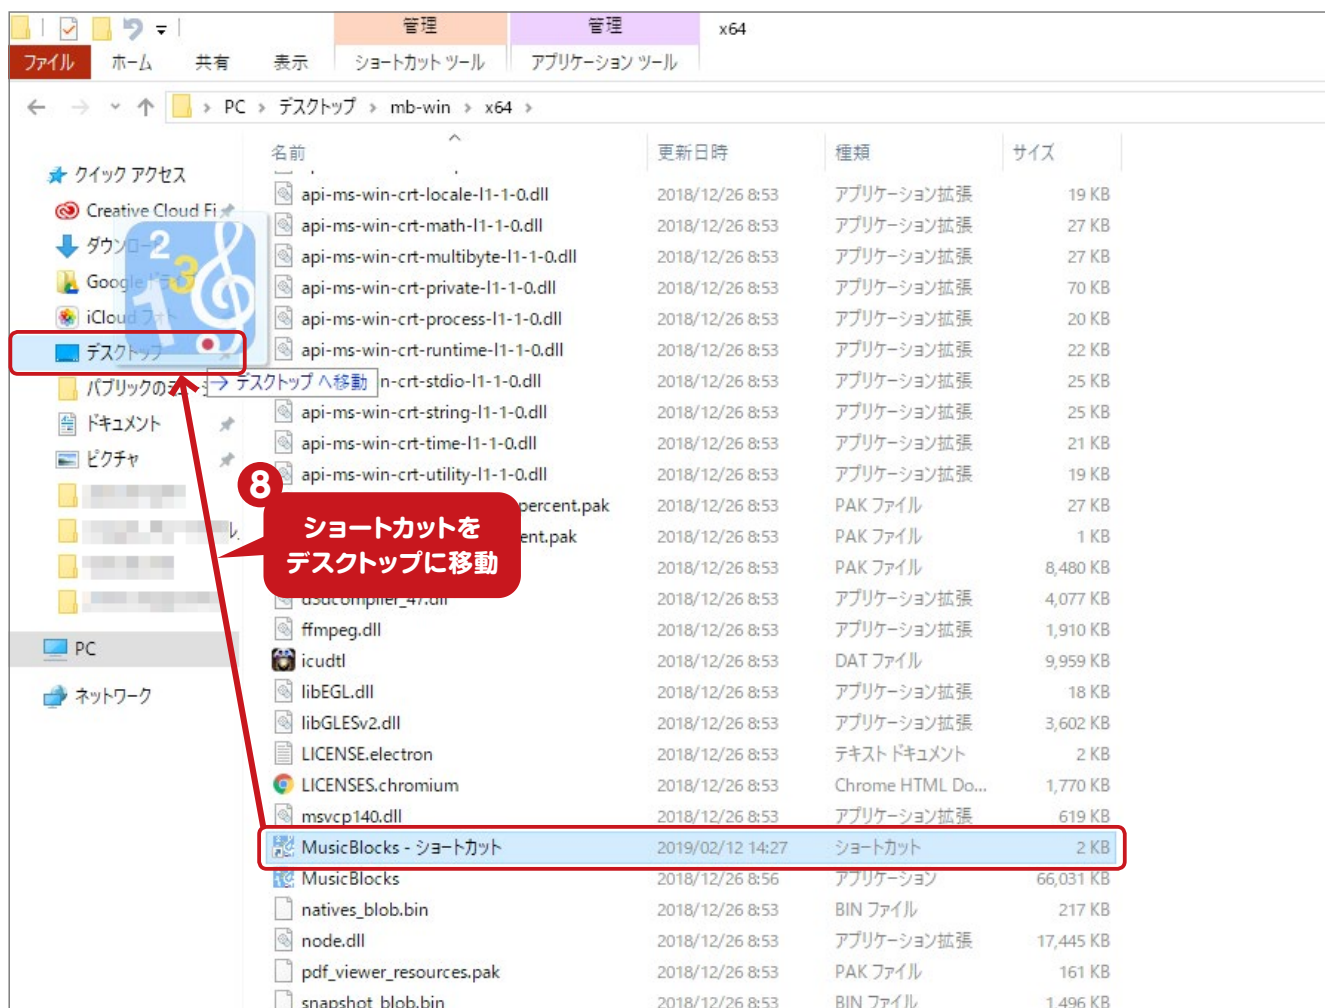 管理 管理 x64
ファイル ホーム 共有 表示 ショートカット ツール アプリケーション ツール
PC > デスクトップ > mb-win > x64 >
名前 更新日時 種類 サイズ
クイック アクセス
Creative Cloud Fi
ダウンロ
Google ドライブ
iCloud フォト
デスクトップ
→ デスクトップ へ移動
パブリックのデ
ドキュメント
ピクチャ
ル
PC
ネットワーク
api-ms-win-crt-locale-l1-1-0.dll 2018/12/26 8:53 アプリケーション拡張 19 KB
api-ms-win-crt-math-l1-1-0.dll 2018/12/26 8:53 アプリケーション拡張 27 KB
api-ms-win-crt-multibyte-l1-1-0.dll 2018/12/26 8:53 アプリケーション拡張 27 KB
api-ms-win-crt-private-l1-1-0.dll 2018/12/26 8:53 アプリケーション拡張 70 KB
api-ms-win-crt-process-l1-1-0.dll 2018/12/26 8:53 アプリケーション拡張 20 KB
api-ms-win-crt-runtime-l1-1-0.dll 2018/12/26 8:53 アプリケーション拡張 22 KB
n-crt-stdio-l1-1-0.dll 2018/12/26 8:53 アプリケーション拡張 25 KB
api-ms-win-crt-string-l1-1-0.dll 2018/12/26 8:53 アプリケーション拡張 25 KB
api-ms-win-crt-time-l1-1-0.dll 2018/12/26 8:53 アプリケーション拡張 21 KB
api-ms-win-crt-utility-l1-1-0.dll 2018/12/26 8:53 アプリケーション拡張 19 KB
percent.pak 2018/12/26 8:53 PAK ファイル 27 KB
ent.pak 2018/12/26 8:53 PAK ファイル 1 KB
2018/12/26 8:53 PAK ファイル 8,480 KB
d3dcompiler_47.dll 2018/12/26 8:53 アプリケーション拡張 4,077 KB
ffmpeg.dll 2018/12/26 8:53 アプリケーション拡張 1,910 KB
icudtl 2018/12/26 8:53 DAT ファイル 9,959 KB
libEGL.dll 2018/12/26 8:53 アプリケーション拡張 18 KB
libGLESv2.dll 2018/12/26 8:53 アプリケーション拡張 3,602 KB
LICENSE.electron 2018/12/26 8:53 テキスト ドキュメント 2 KB
LICENSES.chromium 2018/12/26 8:53 Chrome HTML Do... 1,770 KB
msvcp140.dll 2018/12/26 8:53 アプリケーション拡張 619 KB
MusicBlocks - ショートカット 2019/02/12 14:27 ショートカット 2 KB
MusicBlocks 2018/12/26 8:56 アプリケーション 66,031 KB
natives_blob.bin 2018/12/26 8:53 BIN ファイル 217 KB
node.dll 2018/12/26 8:53 アプリケーション拡張 17,445 KB
pdf_viewer_resources.pak 2018/12/26 8:53 PAK ファイル 161 KB
snapshot_blob.bin 2018/12/26 8:53 BIN ファイル 1,496 KB
8
ショートカットを
デスクトップに移動
1 2 3